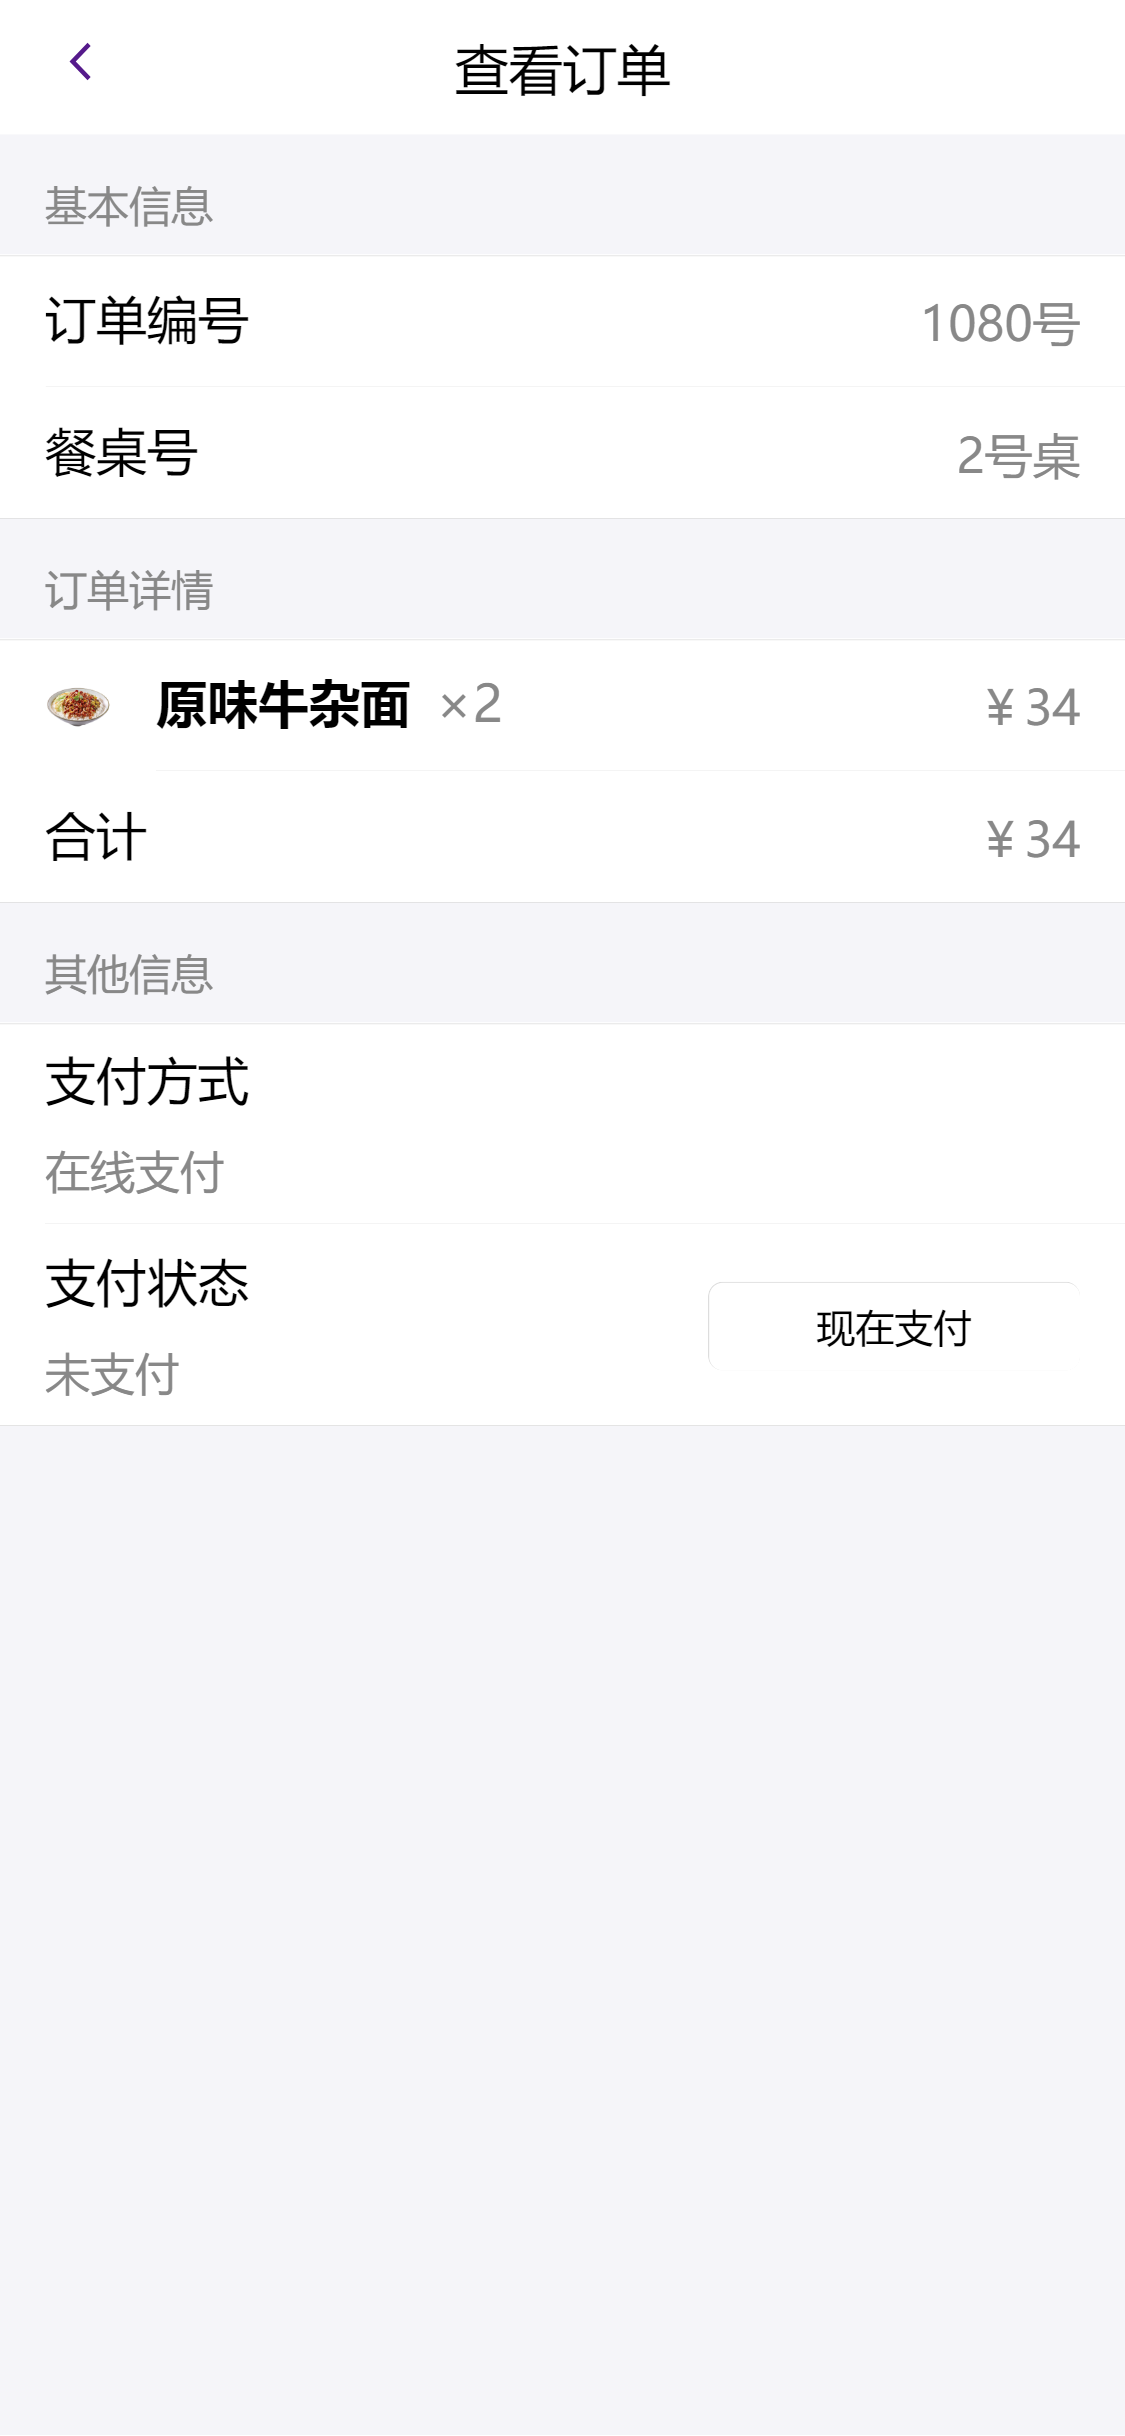 查看订单
基本信息
订单编号 1080号
餐桌号 2号桌
订单详情
原味牛杂面 ×2 ¥34
合计 ¥34
其他信息
支付方式
在线支付
支付状态
未支付
现在支付